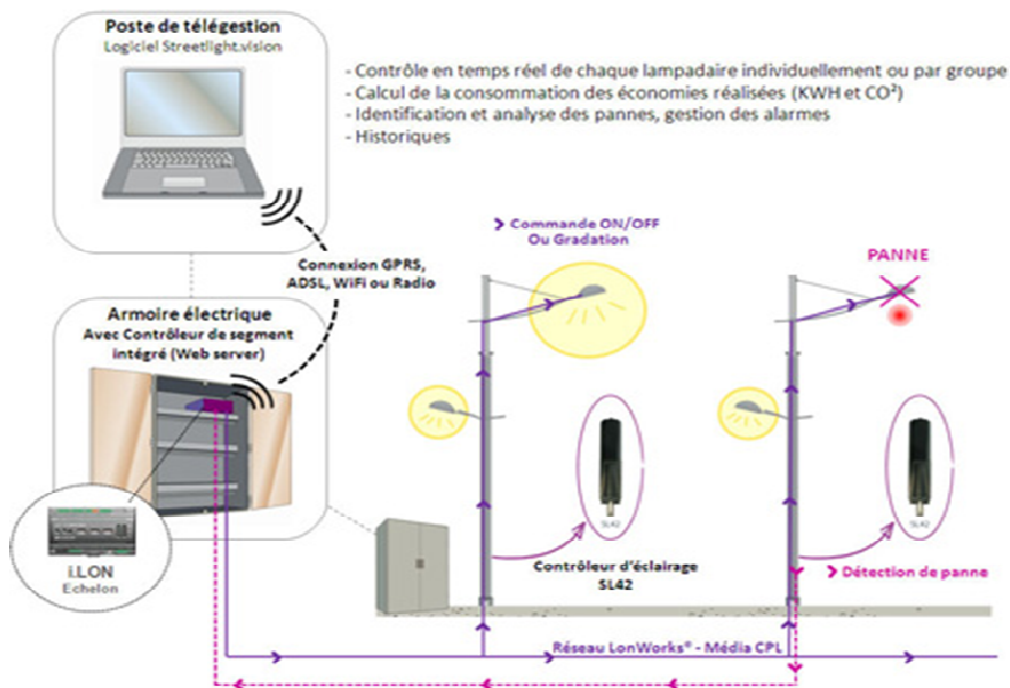 Poste de télégestion
Logiciel Streetlight.vision
- Contrôle en temps réel de chaque lampadaire individuellement ou par groupe
- Calcul de la consommation des économies réalisées (KWH et CO²)
- Identification et analyse des pannes, gestion des alarmes
- Historiques
Commande ON/OFF
Ou Gradation
PANNE
Connexion GPRS,
ADSL, WiFi ou Radio
Armoire électrique
Avec Contrôleur de segment
intégré (Web server)
SL42
SL42
i.LON
Echelon
Contrôleur d'éclairage
SL42
Détection de panne
Réseau LonWorks® - Média CPL